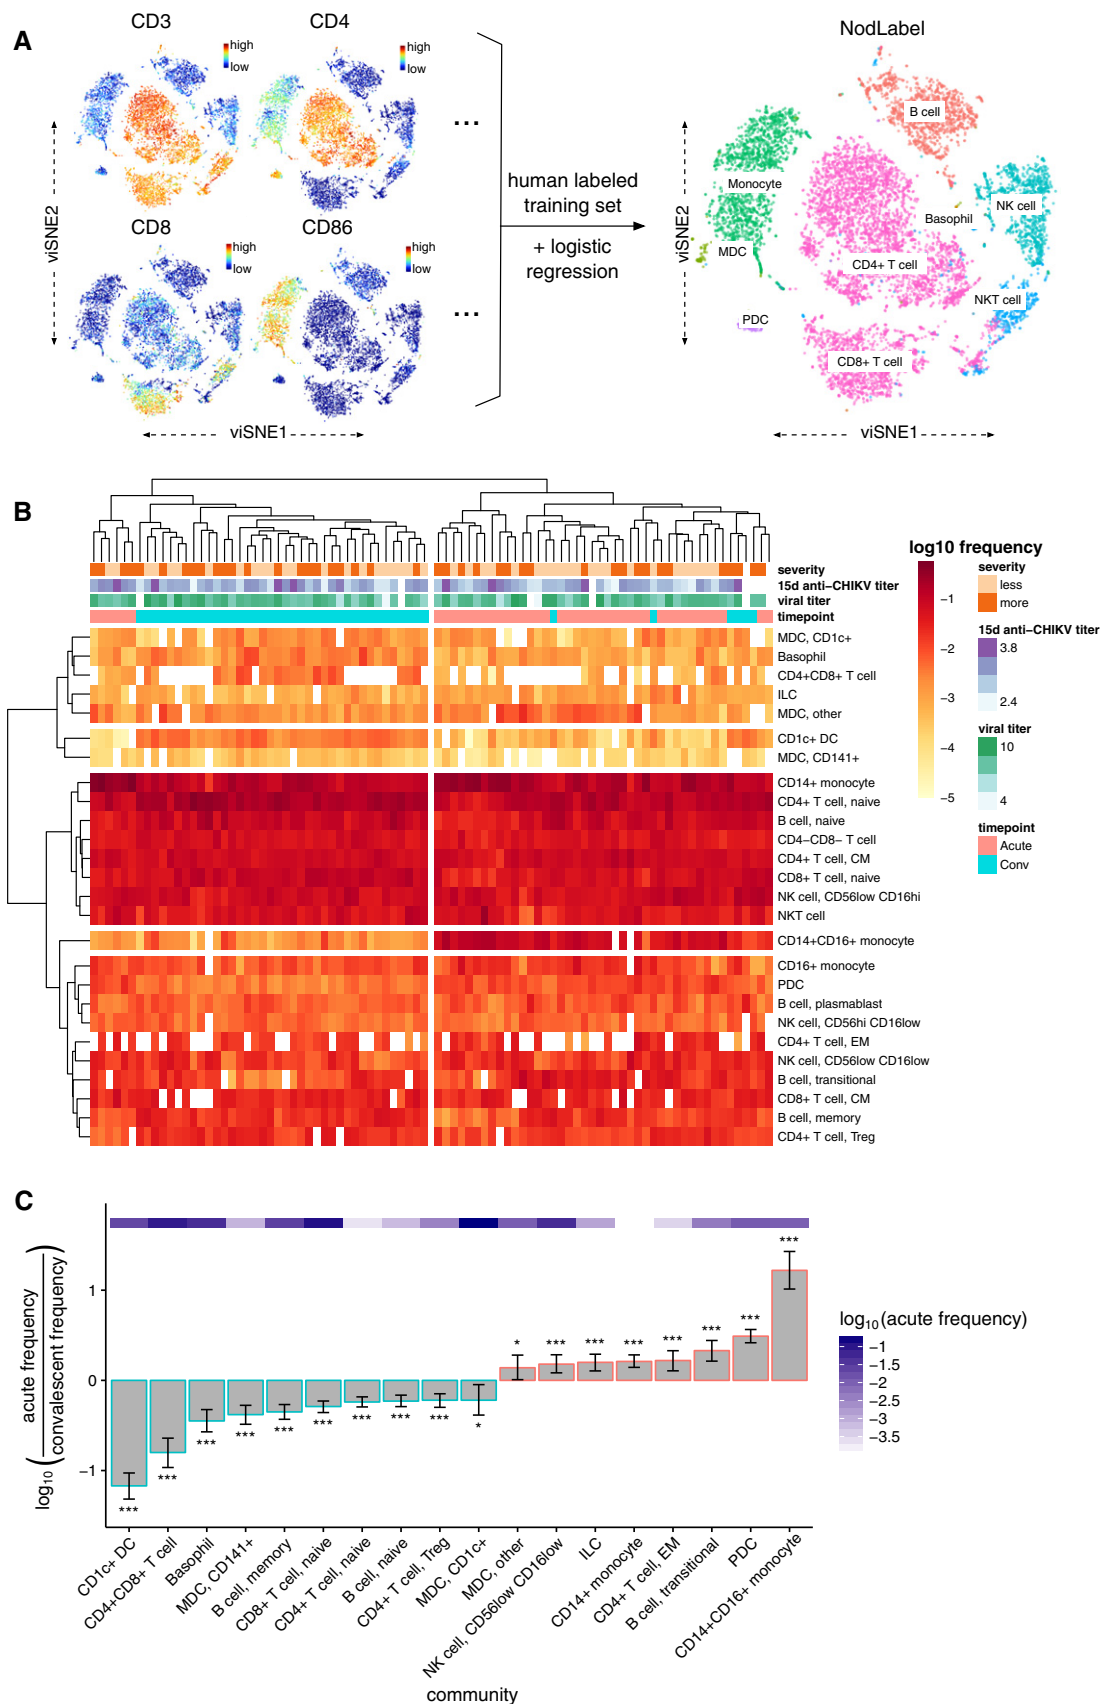 A
CD3
high
low
CD4
high
low
...
CD8
high
low
CD86
high
low
...
viSNE2
viSNE1
human labeled
training set
+ logistic
regression
NodLabel
B cell
Monocyte
NK cell
Basophil
MDC
CD4+ T cell
NKT cell
PDC
CD8+ T cell
viSNE2
viSNE1
B
severity
15d anti−CHIKV titer
viral titer
timepoint
MDC, CD1c+
Basophil
CD4+CD8+ T cell
ILC
MDC, other
CD1c+ DC
MDC, CD141+
CD14+ monocyte
CD4+ T cell, naive
B cell, naive
CD4−CD8− T cell
CD4+ T cell, CM
CD8+ T cell, naive
NK cell, CD56low CD16hi
NKT cell
CD14+CD16+ monocyte
CD16+ monocyte
PDC
B cell, plasmablast
NK cell, CD56hi CD16low
CD4+ T cell, EM
NK cell, CD56low CD16low
B cell, transitional
CD8+ T cell, CM
B cell, memory
CD4+ T cell, Treg
log10 frequency
−1
−2
−3
−4
−5
severity
less
more
15d anti−CHIKV titer
3.8
2.4
viral titer
10
4
timepoint
Acute
Conv
C
log10(acute frequency/convalescent frequency)
1
0
−1
***
***
***
***
***
***
***
***
***
*
*
***
***
***
***
***
***
***
CD1c+ DC
CD4+CD8+ T cell
Basophil
MDC, CD141+
B cell, memory
CD8+ T cell, naive
CD4+ T cell, naive
B cell, naive
CD4+ T cell, Treg
MDC, CD1c+
MDC, other
NK cell, CD56low CD16low
ILC
CD14+ monocyte
CD4+ T cell, EM
B cell, transitional
PDC
CD14+CD16+ monocyte
community
log10(acute frequency)
−1
−1.5
−2
−2.5
−3
−3.5